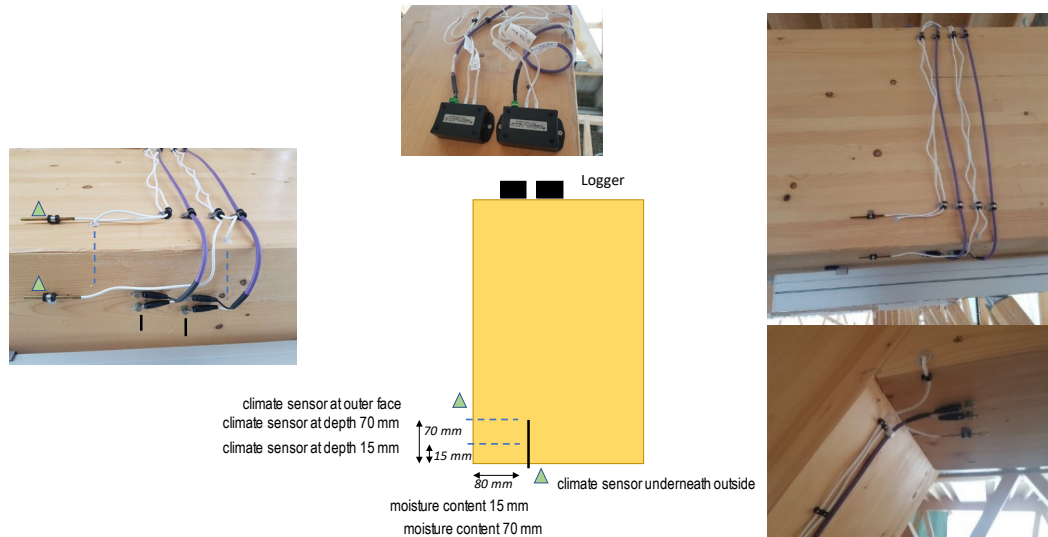 Logger
climate sensor at outer face
climate sensor at depth 70 mm
70 mm
climate sensor at depth 15 mm
15 mm
80 mm
climate sensor underneath outside
moisture content 15 mm
moisture content 70 mm